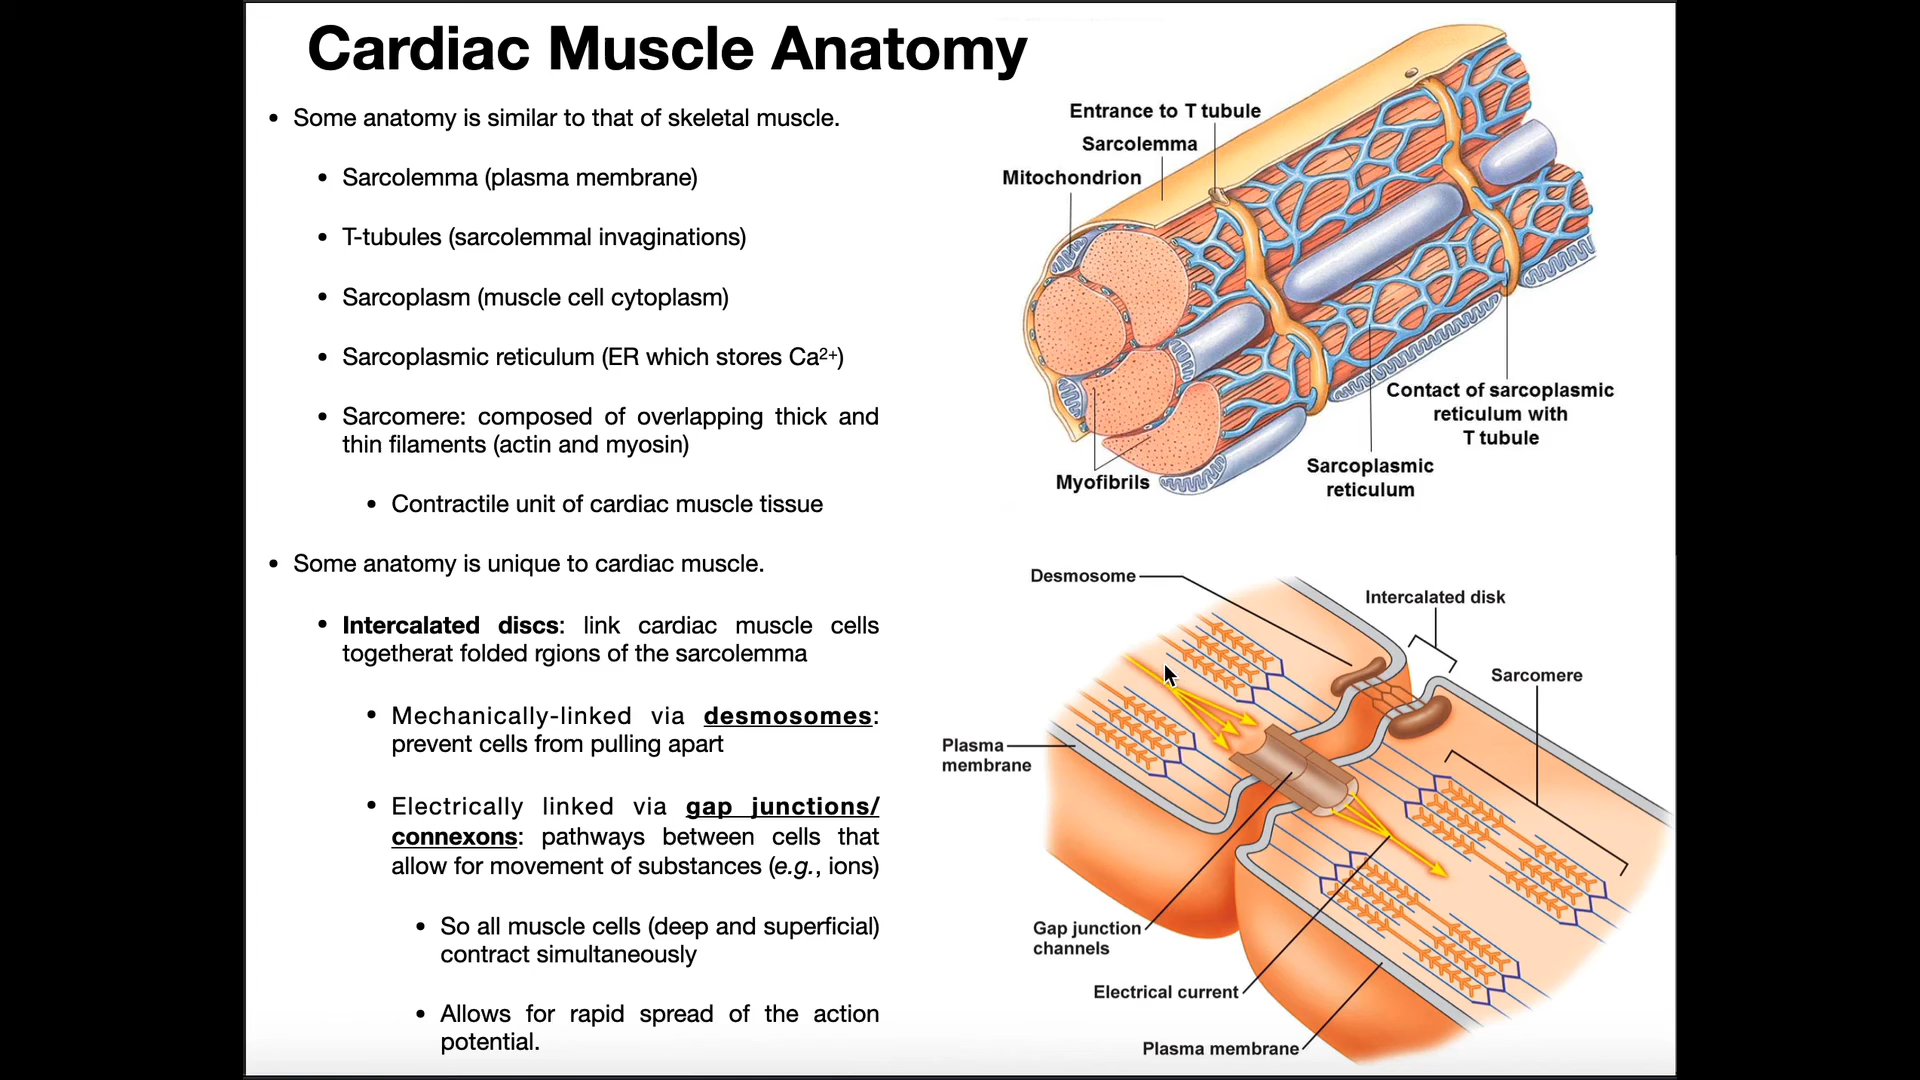 Cardiac Muscle Anatomy
• Some anatomy is similar to that of skeletal muscle.
• Sarcolemma (plasma membrane)
• T-tubules (sarcolemmal invaginations)
• Sarcoplasm (muscle cell cytoplasm)
• Sarcoplasmic reticulum (ER which stores Ca²⁺)
• Sarcomere: composed of overlapping thick and
thin filaments (actin and myosin)
• Contractile unit of cardiac muscle tissue
• Some anatomy is unique to cardiac muscle.
• Intercalated discs: link cardiac muscle cells
togetherat folded rgions of the sarcolemma
• Mechanically-linked via desmosomes:
prevent cells from pulling apart
• Electrically linked via gap junctions/
connexons: pathways between cells that
allow for movement of substances (e.g., ions)
• So all muscle cells (deep and superficial)
contract simultaneously
• Allows for rapid spread of the action
potential.
Entrance to T tubule
Sarcolemma
Mitochondrion
Contact of sarcoplasmic
reticulum with
T tubule
Sarcoplasmic
reticulum
Myofibrils
Desmosome
Intercalated disk
Sarcomere
Plasma
membrane
Gap junction
channels
Electrical current
Plasma membrane